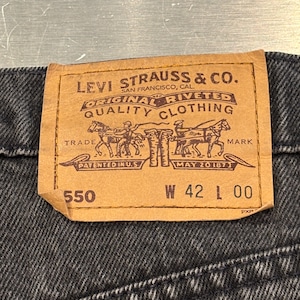 LEVI STRAUSS & CO.
SAN FRANCISCO, CAL.
ORIGINAL RIVETED
QUALITY CLOTHING
TRADE MARK
PATENTED IN U.S. MAY 20 1873
550 W 42 L 00